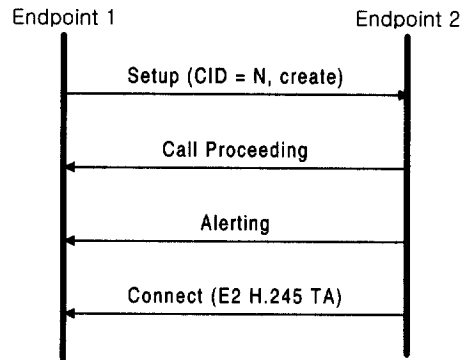 Endpoint 1
Endpoint 2
Setup (CID = N, create)
Call Proceeding
Alerting
Connect (E2 H.245 TA)